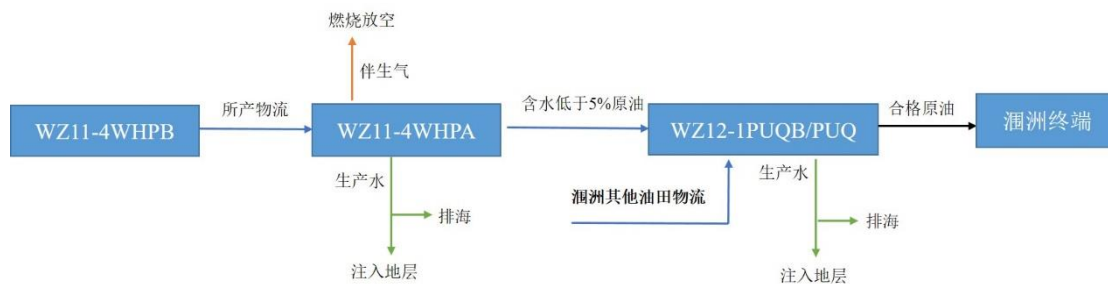 燃烧放空
伴生气
WZ11-4WHPB
所产物流
WZ11-4WHPA
含水低于5%原油
WZ12-1PUQB/PUQ
合格原油
涠洲终端
生产水
排海
注入地层
涠洲其他油田物流
生产水
排海
注入地层